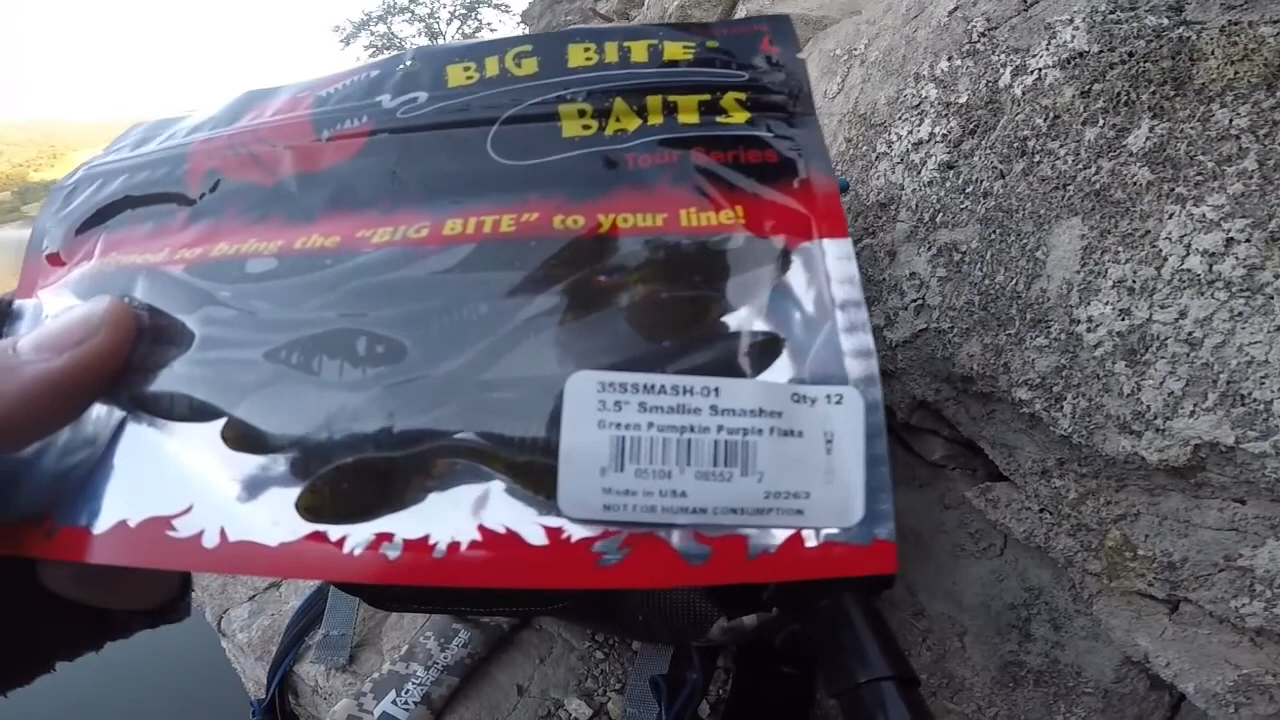 BIG BITE
BAITS
Tour Series
to bring the "BIG BITE" to your line!
35SSMASH-01 Qty 12
3.5" Smallie Smasher
Green Pumpkin Purple Flake
8 05104 08552 7
Made in USA 20263
NOT FOR HUMAN CONSUMPTION
TACKLE
WAREHOUSE